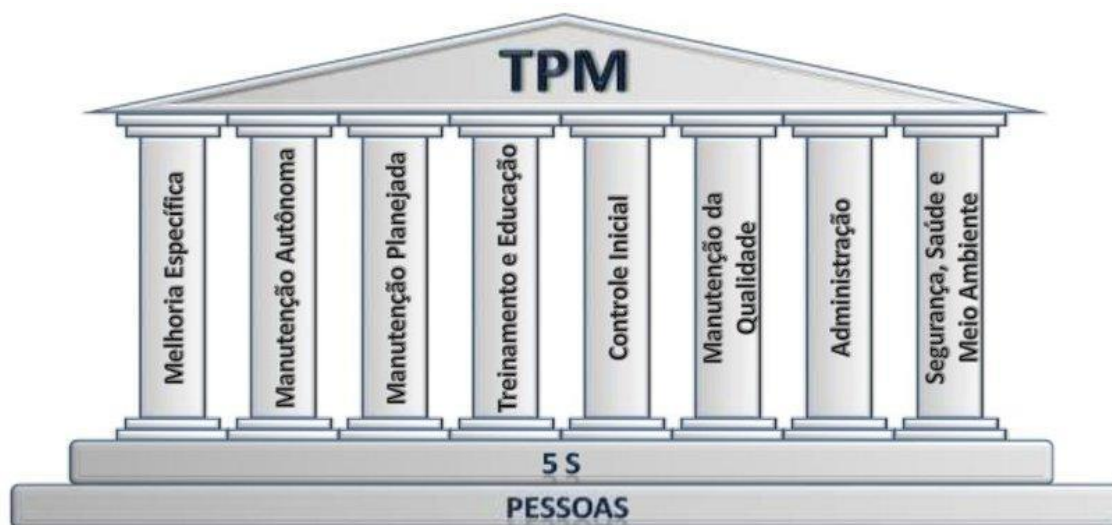 TPM
Melhoria Específica
Manutenção Autônoma
Manutenção Planejada
Treinamento e Educação
Controle Inicial
Manutenção da
Qualidade
Administração
Segurança, Saúde e
Meio Ambiente
5 S
PESSOAS